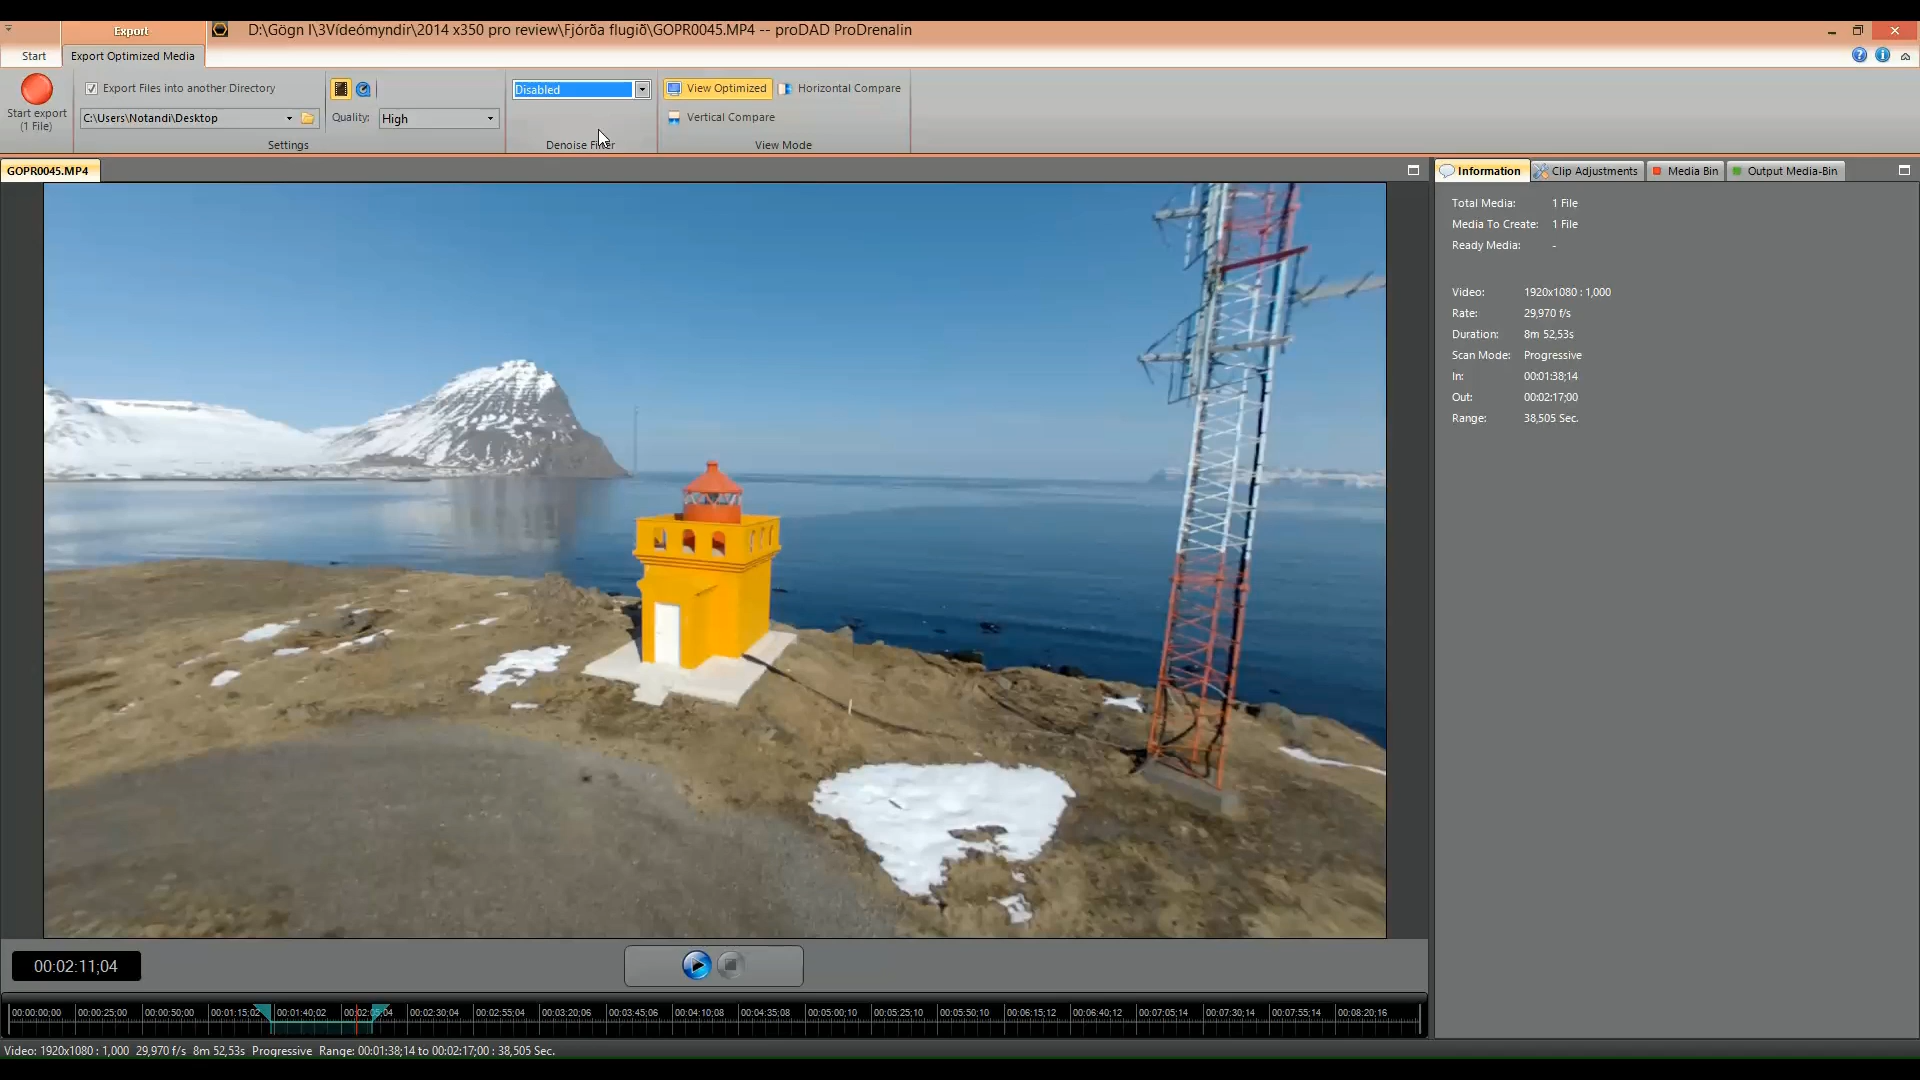 Export
D:\Gögn I\3Vídeómyndir\2014 x350 pro review\Fjórða flugið\GOPR0045.MP4 -- proDAD ProDrenalin
Start
Export Optimized Media
Start export
(1 File)
Export Files into another Directory
C:\Users\Notandi\Desktop
Quality:
High
Settings
Disabled
Denoise Filter
View Optimized
Horizontal Compare
Vertical Compare
View Mode
GOPR0045.MP4
Information
Clip Adjustments
Media Bin
Output Media-Bin
Total Media: 1 File
Media To Create: 1 File
Ready Media: -
Video: 1920x1080 : 1,000
Rate: 29,970 f/s
Duration: 8m 52,53s
Scan Mode: Progressive
In: 00:01:38;14
Out: 00:02:17;00
Range: 38,505 Sec.
00:02:11;04
00:00:00;00 00:00:25;00 00:00:50;00 00:01:15;02 00:01:40;02 00:02:05;04 00:02:30;04 00:02:55;04 00:03:20;06 00:03:45;06 00:04:10;08 00:04:35;08 00:05:00;10 00:05:25;10 00:05:50;10 00:06:15;12 00:06:40;12 00:07:05;14 00:07:30;14 00:07:55;14 00:08:20;16
Video: 1920x1080 : 1,000 29,970 f/s 8m 52,53s Progressive Range: 00:01:38;14 to 00:02:17;00 : 38,505 Sec.